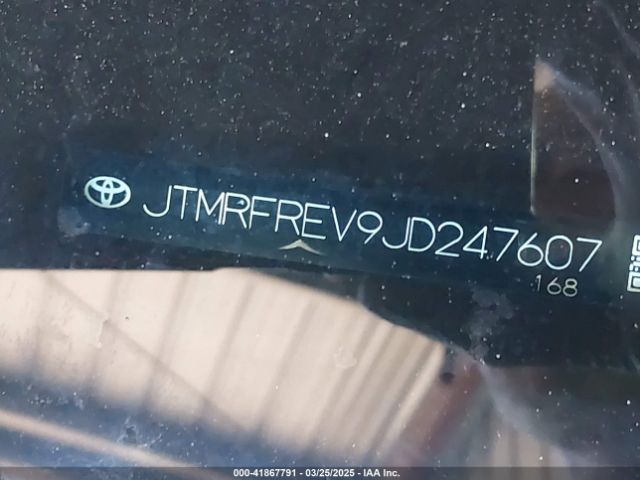 JTMRFREV9JD247607
168
000-41867791 - 03/25/2025 - IAA Inc.